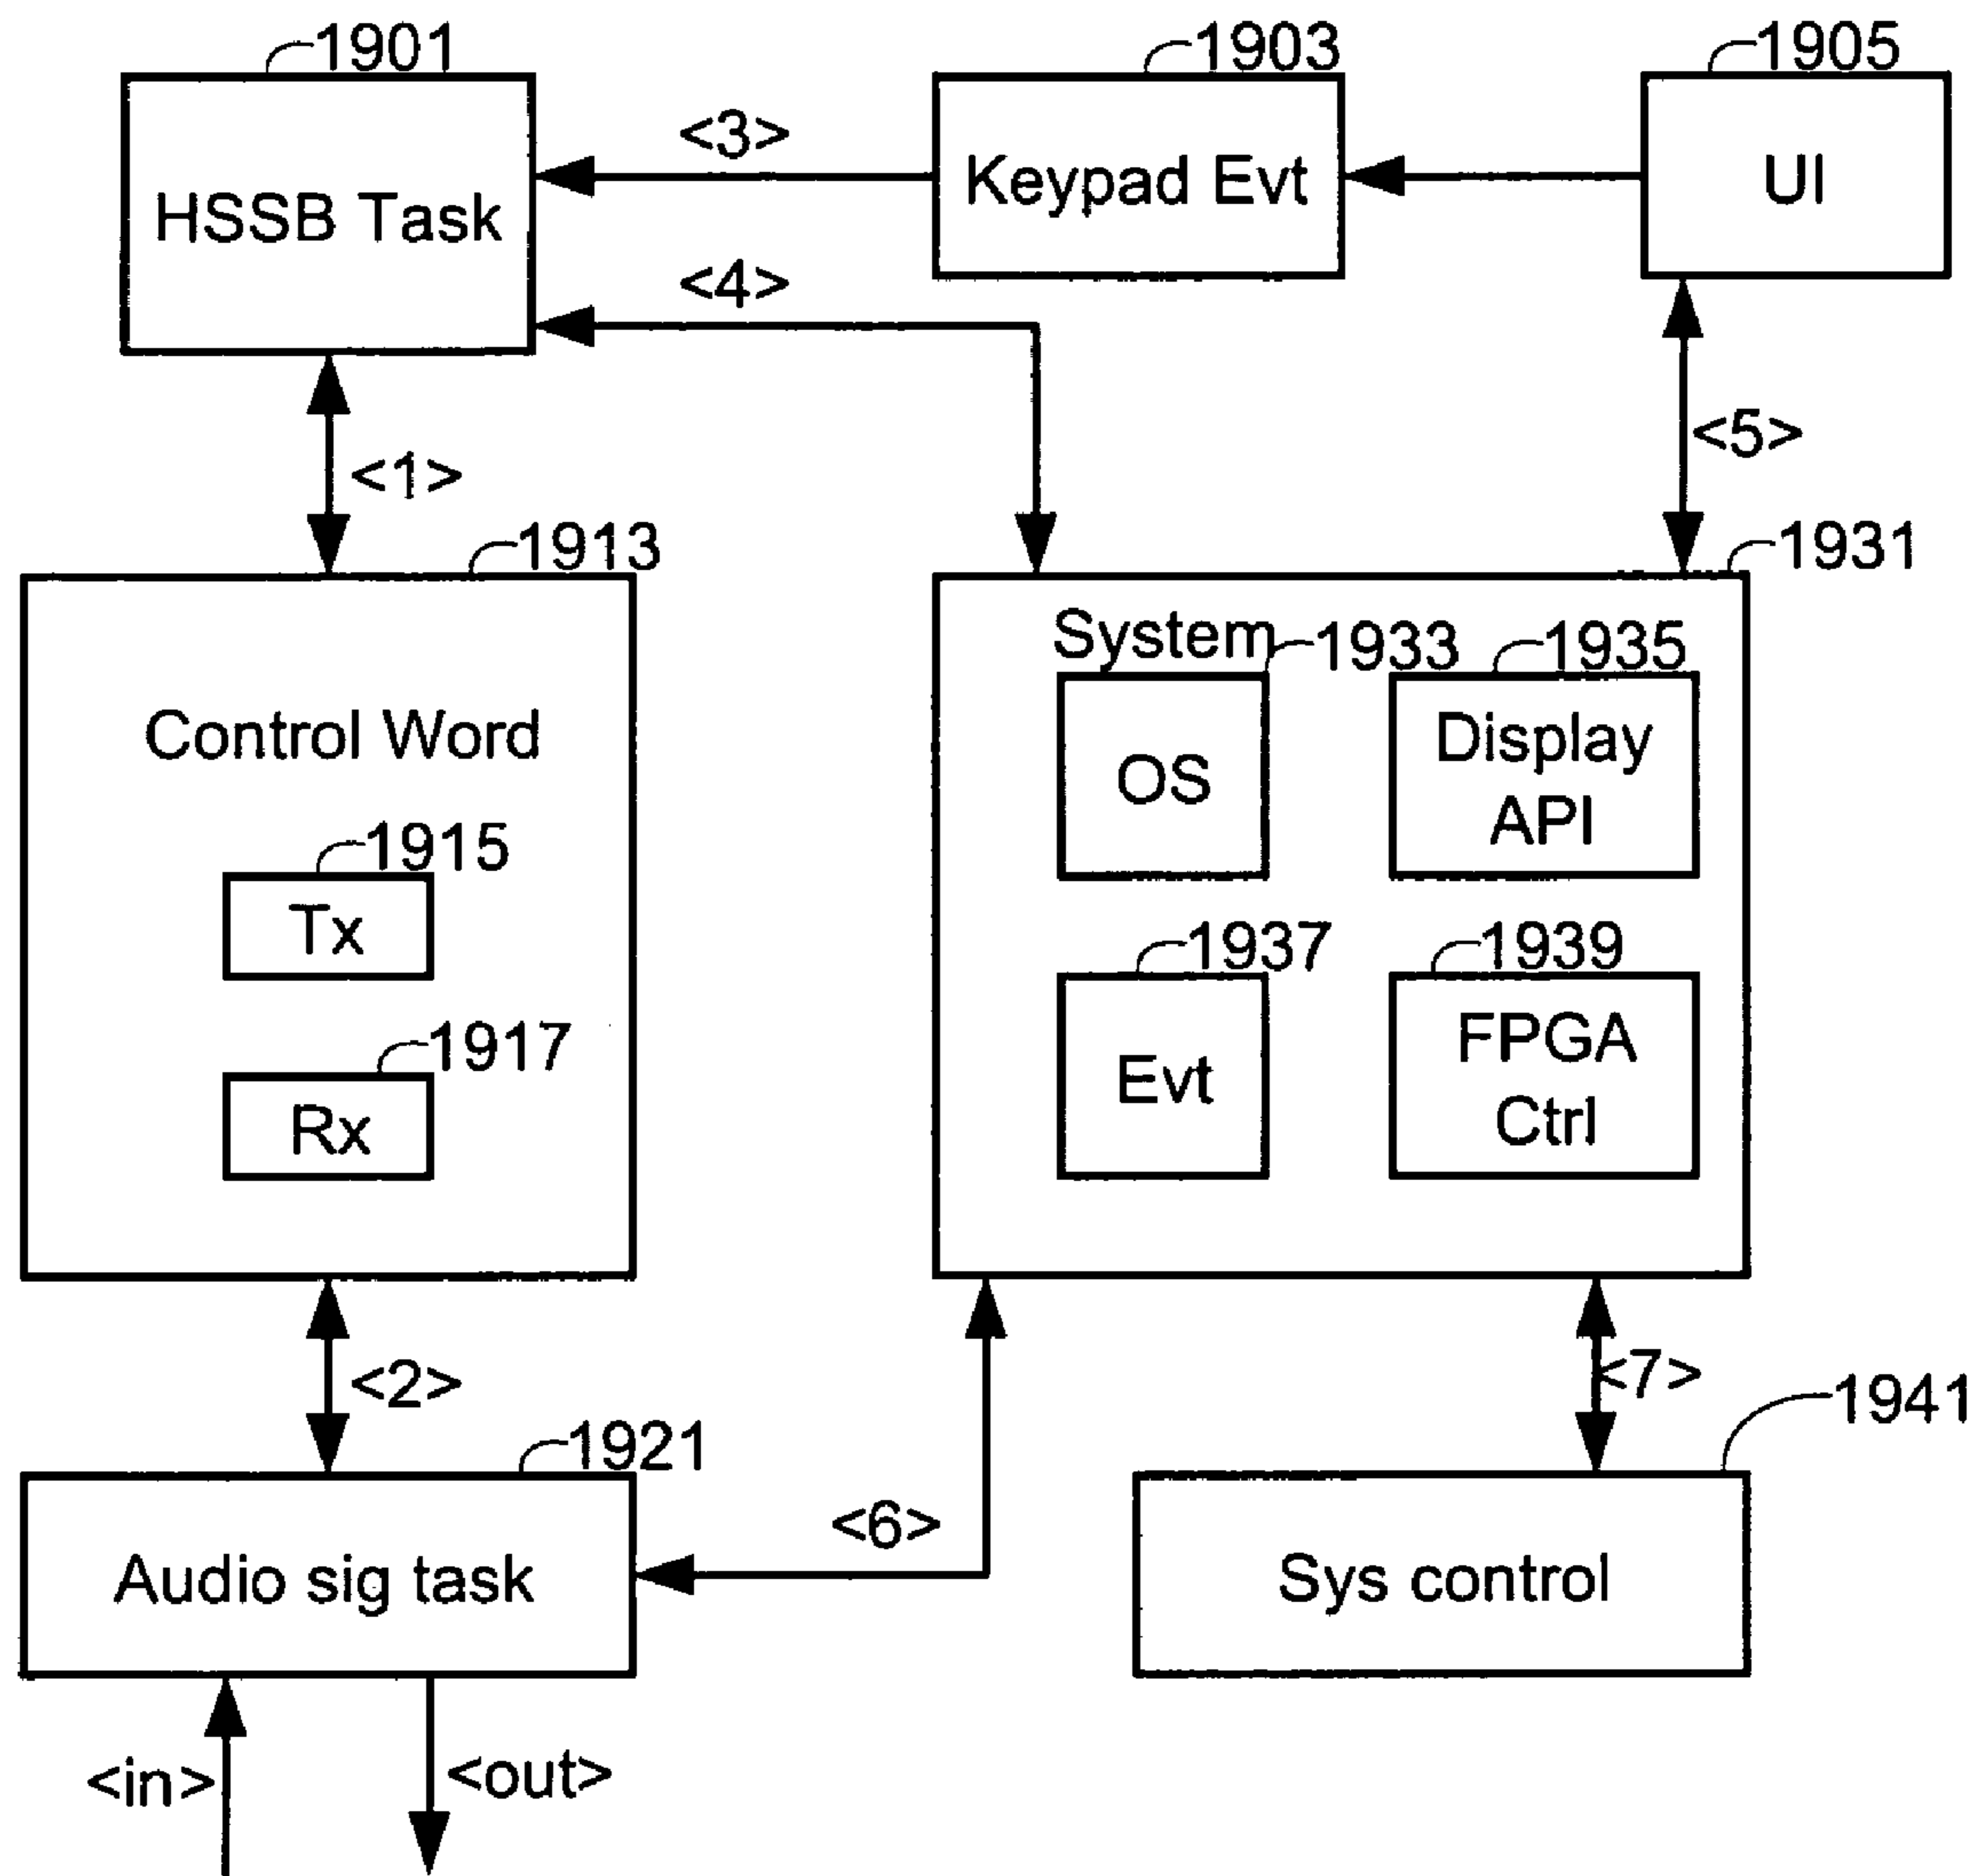 1901
1903
1905
HSSB Task
<3>
Keypad Evt
UI
<4>
<1>
<5>
1913
1931
Control Word
System
1933
1935
OS
Display
API
1915
Tx
1937
1939
1917
Rx
Evt
FPGA
Ctrl
<2>
<7>
1941
1921
Audio sig task
<6>
Sys control
<in>
<out>